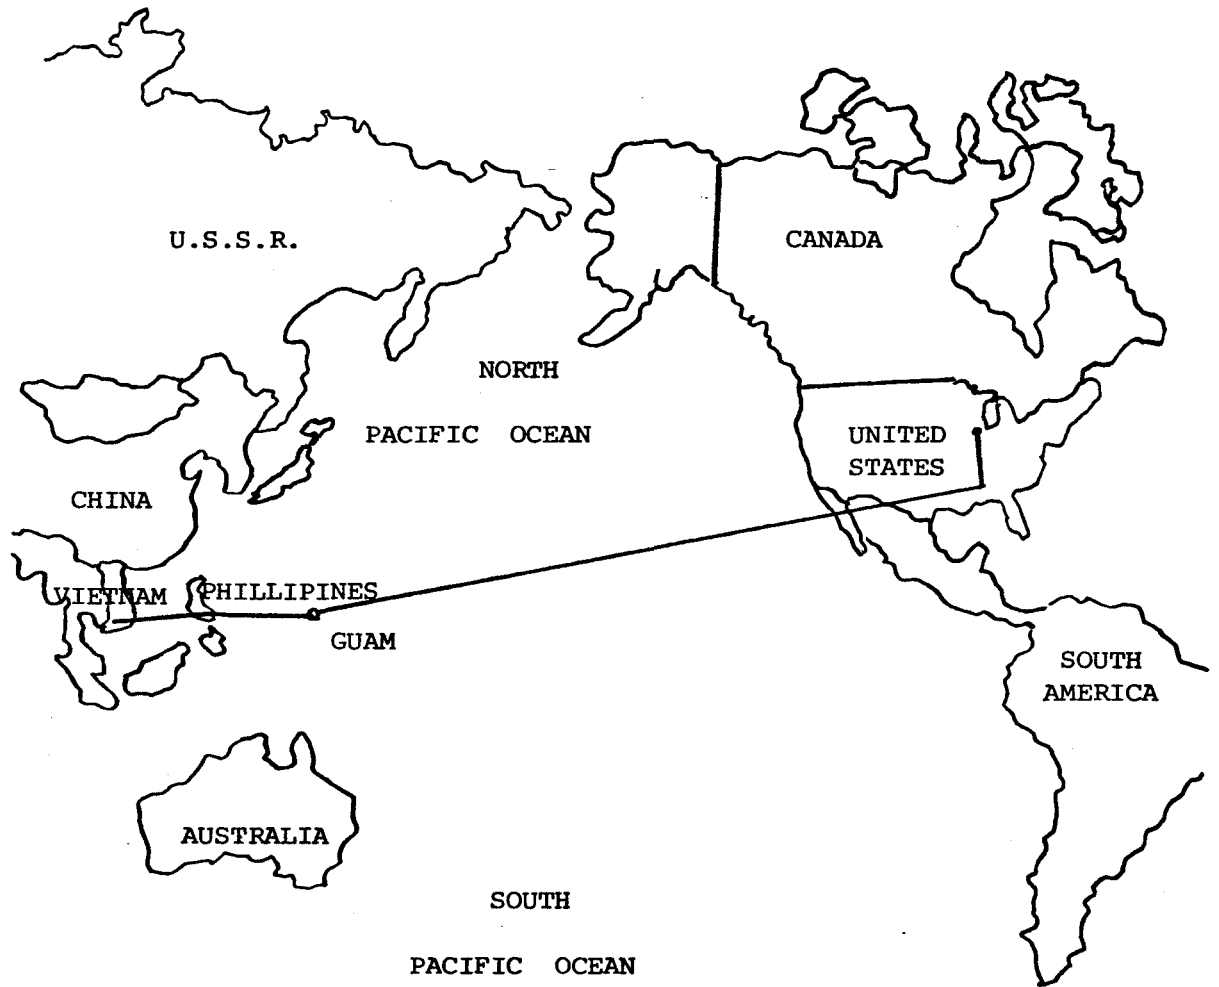 U.S.S.R.
CANADA
NORTH
PACIFIC OCEAN
UNITED
STATES
CHINA
VIETNAM
PHILLIPINES
GUAM
SOUTH
AMERICA
AUSTRALIA
SOUTH
PACIFIC OCEAN